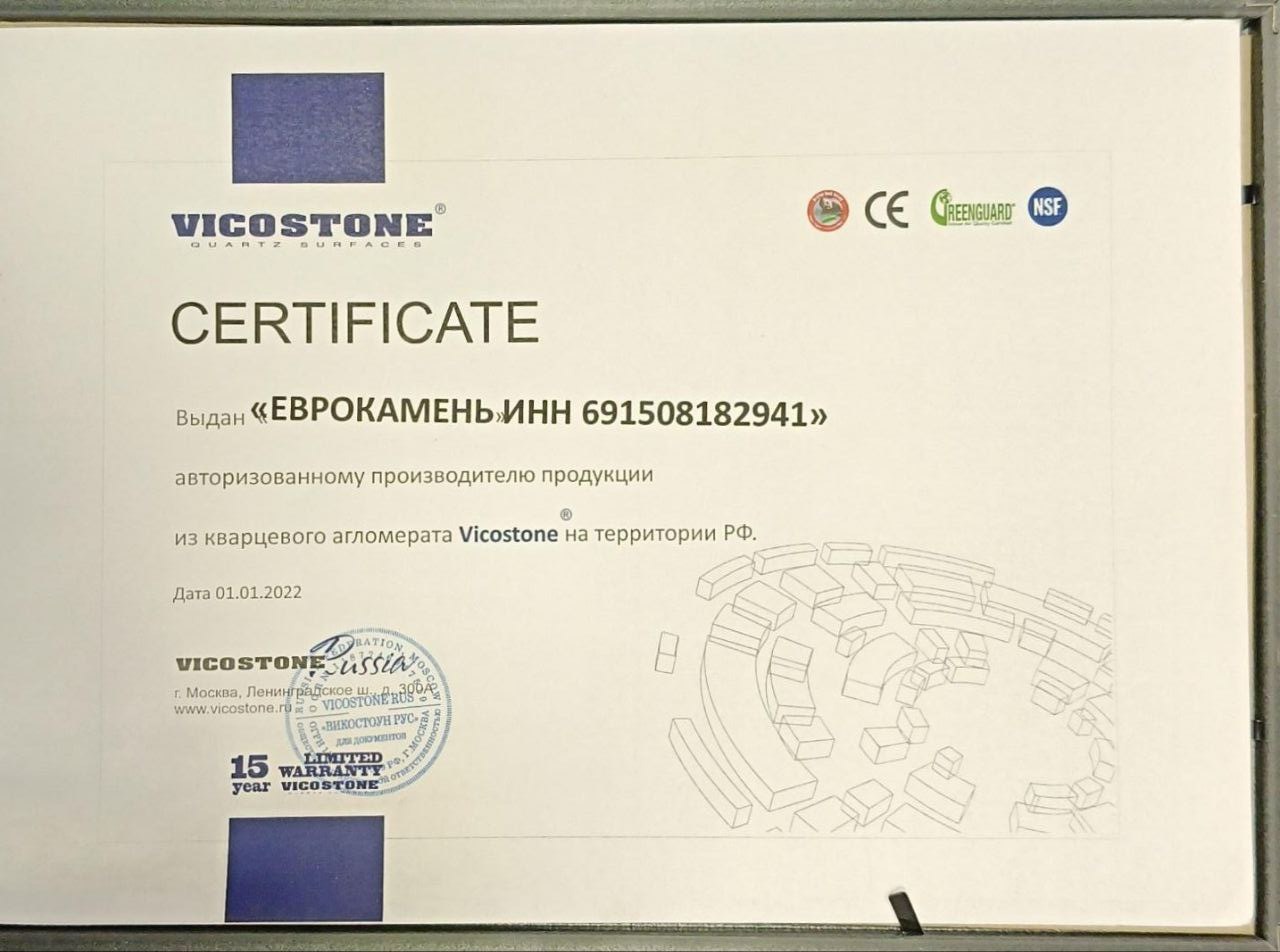 VICOSTONE®
QUARTZ SURFACES
CE
GREENGUARD
NSF
CERTIFICATE
Выдан «ЕВРОКАМЕНЬ»ИНН 691508182941»
авторизованному производителю продукции
из кварцевого агломерата Vicostone® на территории РФ.
Дата 01.01.2022
VICOSTONE
Russia
г. Москва, Ленинградское ш., д. 300А
www.vicostone.ru
VICOSTONE RUS
«ВИКОСТОУН РУС»
ДЛЯ ДОКУМЕНТОВ
15 year LIMITED WARRANTY VICOSTONE